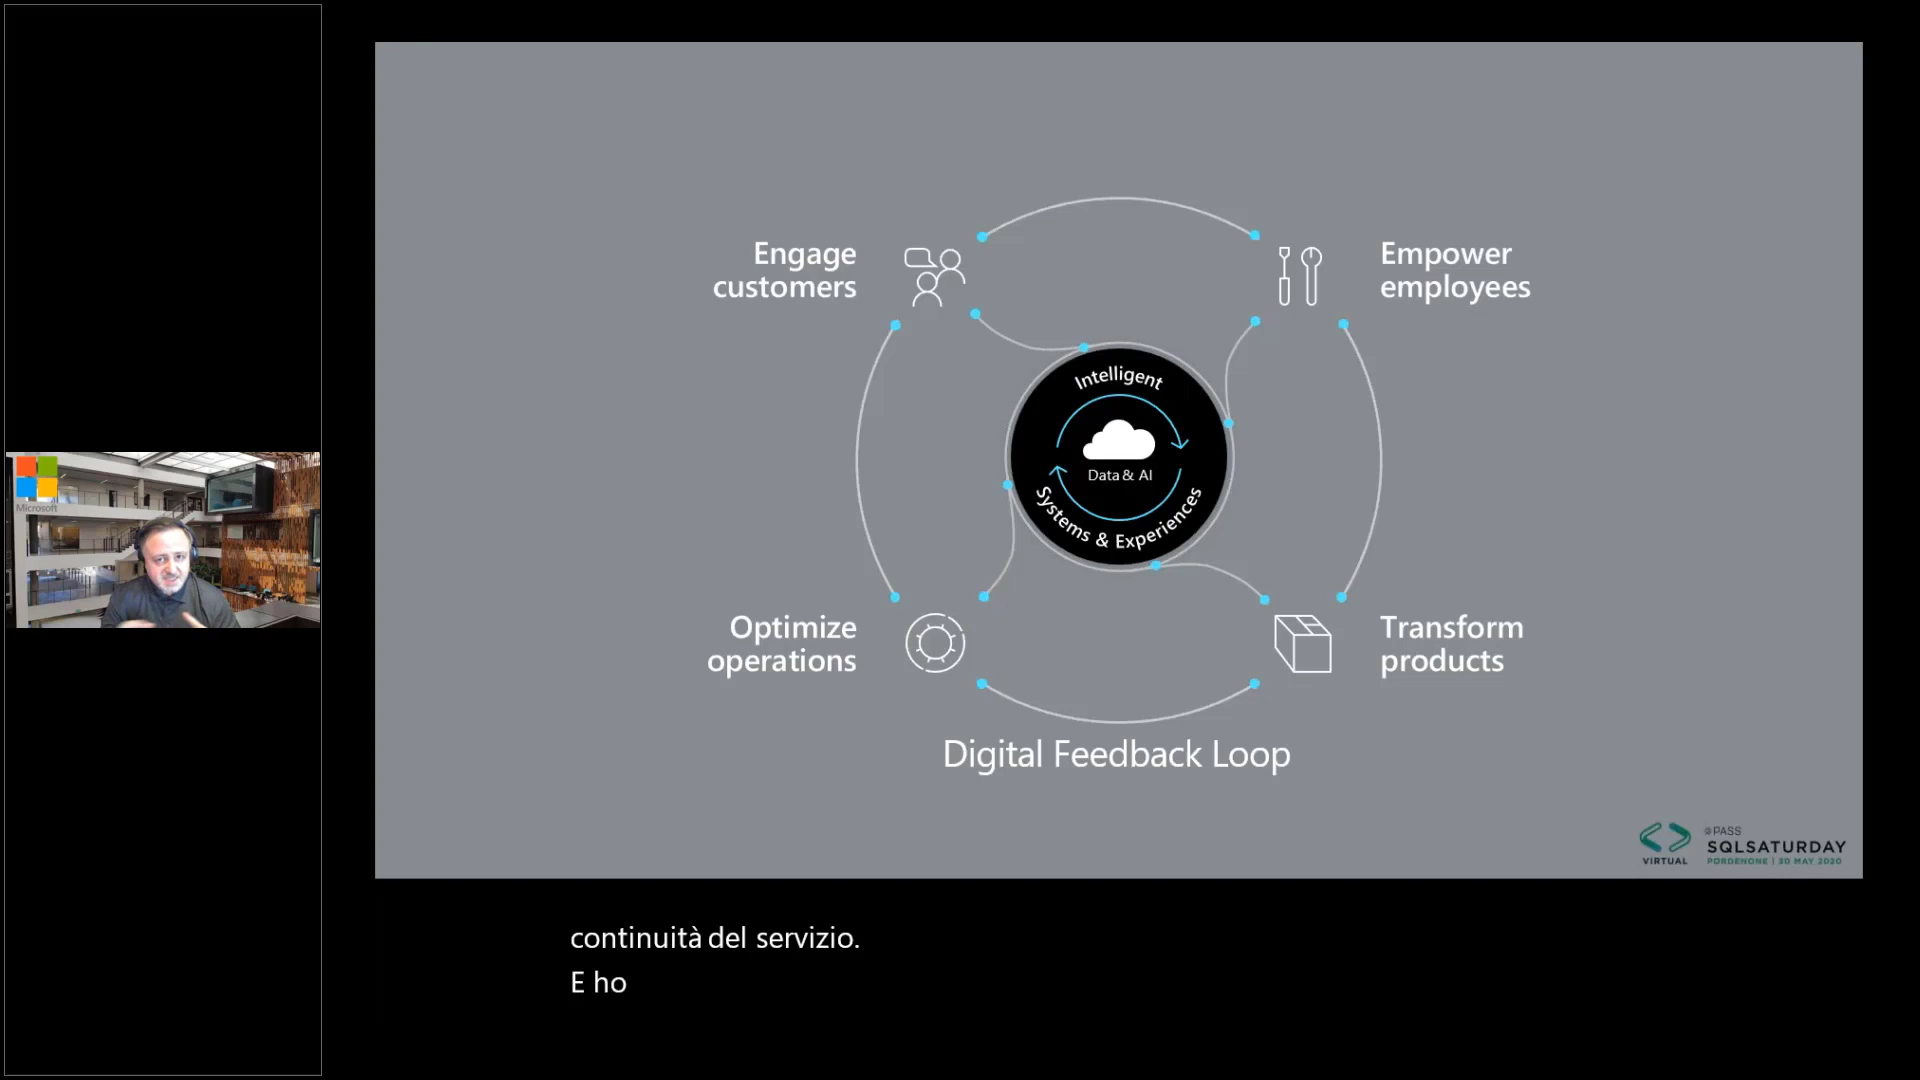 Microsoft
Engage
customers
Empower
employees
Intelligent
Data & AI
Systems & Experiences
Optimize
operations
Transform
products
Digital Feedback Loop
VIRTUAL
PASS
SQLSATURDAY
PORDENONE | 30 MAY 2020
continuità del servizio.
E ho